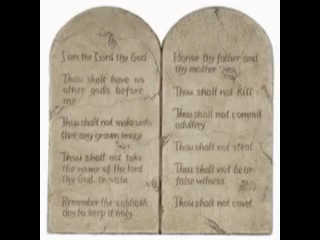 I am the Lord thy God
Thou shalt have no
other gods before
me
Thou shalt not make unto
thee any graven image
Thou shalt not take
the name of the lord
thy God in vain
Remember the sabbath
day to keep it holy
Honor thy father and
thy mother
Thou shalt not kill
Thou shalt not commit
adultery
Thou shalt not steal
Thou shalt not bear
false witness
Thou shalt not covet